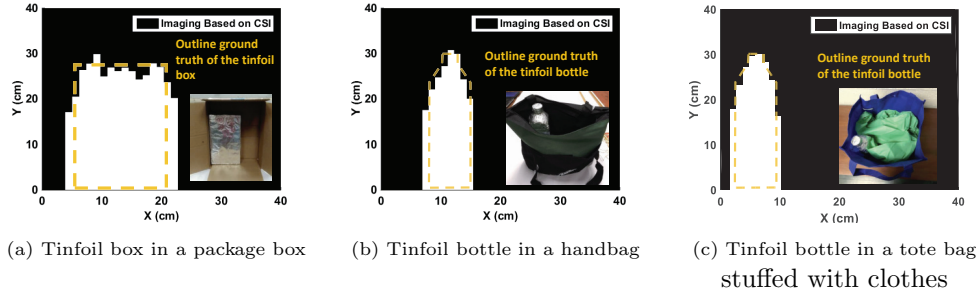 Imaging Based on CSI
Outline ground
truth of the tinfoil
box
Y (cm)
40
30
20
10
0
0 10 20 30 40
X (cm)
(a) Tinfoil box in a package box
Imaging Based on CSI
Outline ground truth
of the tinfoil bottle
Y (cm)
40
30
20
10
0
0 10 20 30 40
X (cm)
(b) Tinfoil bottle in a handbag
Imaging Based on CSI
Outline ground truth
of the tinfoil bottle
Y (cm)
40
30
20
10
0
0 10 20 30 40
X (cm)
(c) Tinfoil bottle in a tote bag
stuffed with clothes